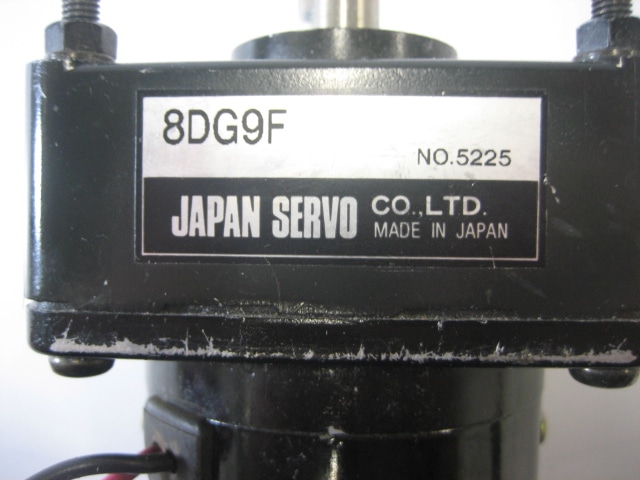 8DG9F
NO.5225
JAPAN SERVO CO.,LTD.
MADE IN JAPAN